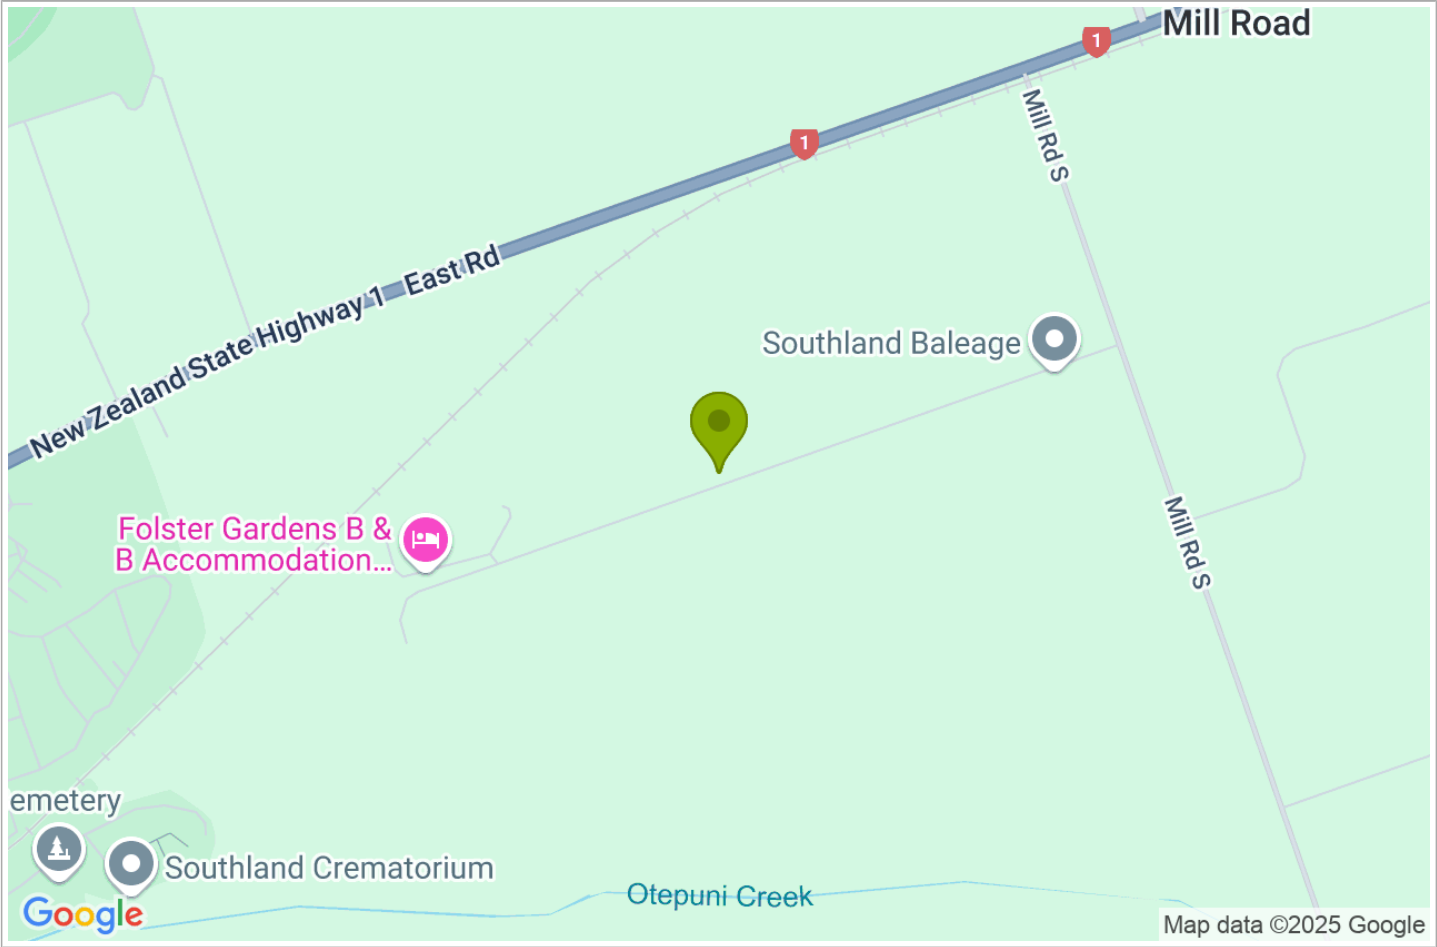 Mill Road
1
Mill Rd S
1
New Zealand State Highway 1 East Rd
Southland Baleage
Mill Rd S
Folster Gardens B &
B Accommodation...
emetery
Southland Crematorium
Otepuni Creek
Google
Map data ©2025 Google